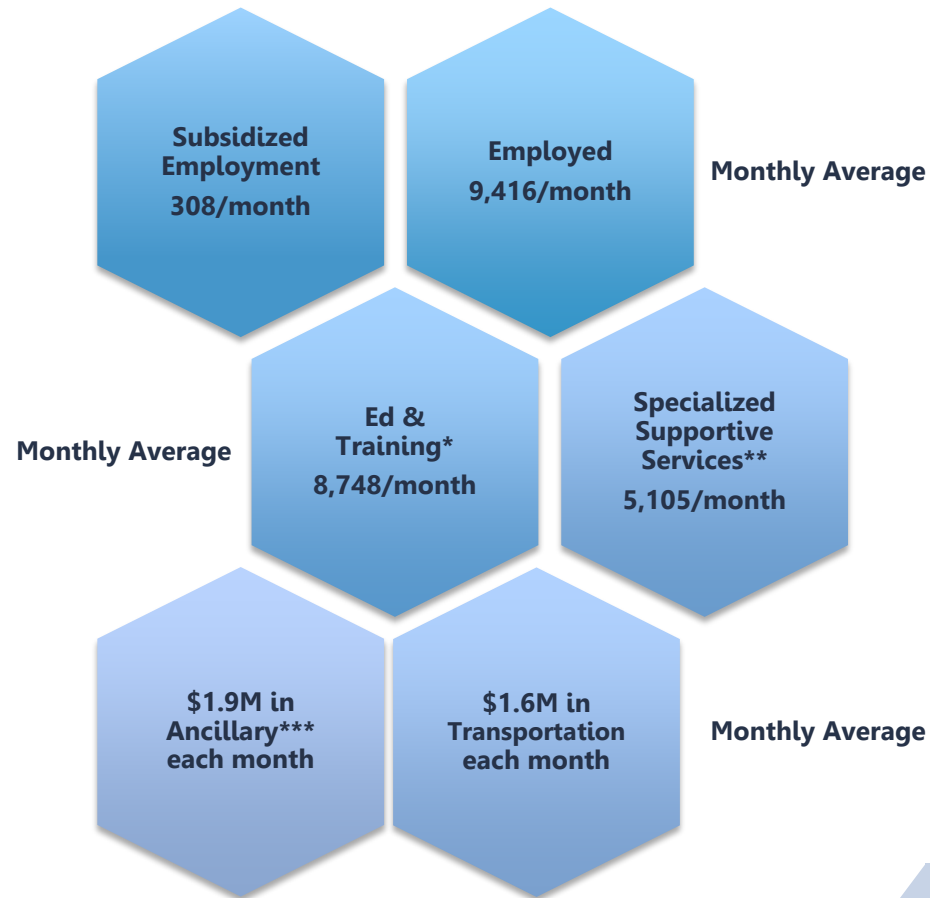 Subsidized
Employment
308/month
Employed
9,416/month
Monthly Average
Monthly Average
Ed &
Training*
8,748/month
Specialized
Supportive
Services**
5,105/month
$1.9M in
Ancillary***
each month
$1.6M in
Transportation
each month
Monthly Average